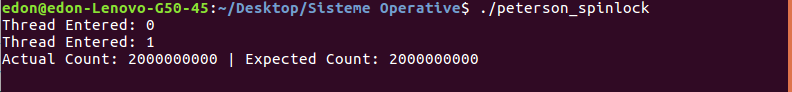 edon@edon-Lenovo-G50-45:~/Desktop/Sisteme Operative$ ./peterson_spinlock
Thread Entered: 0
Thread Entered: 1
Actual Count: 2000000000 | Expected Count: 2000000000